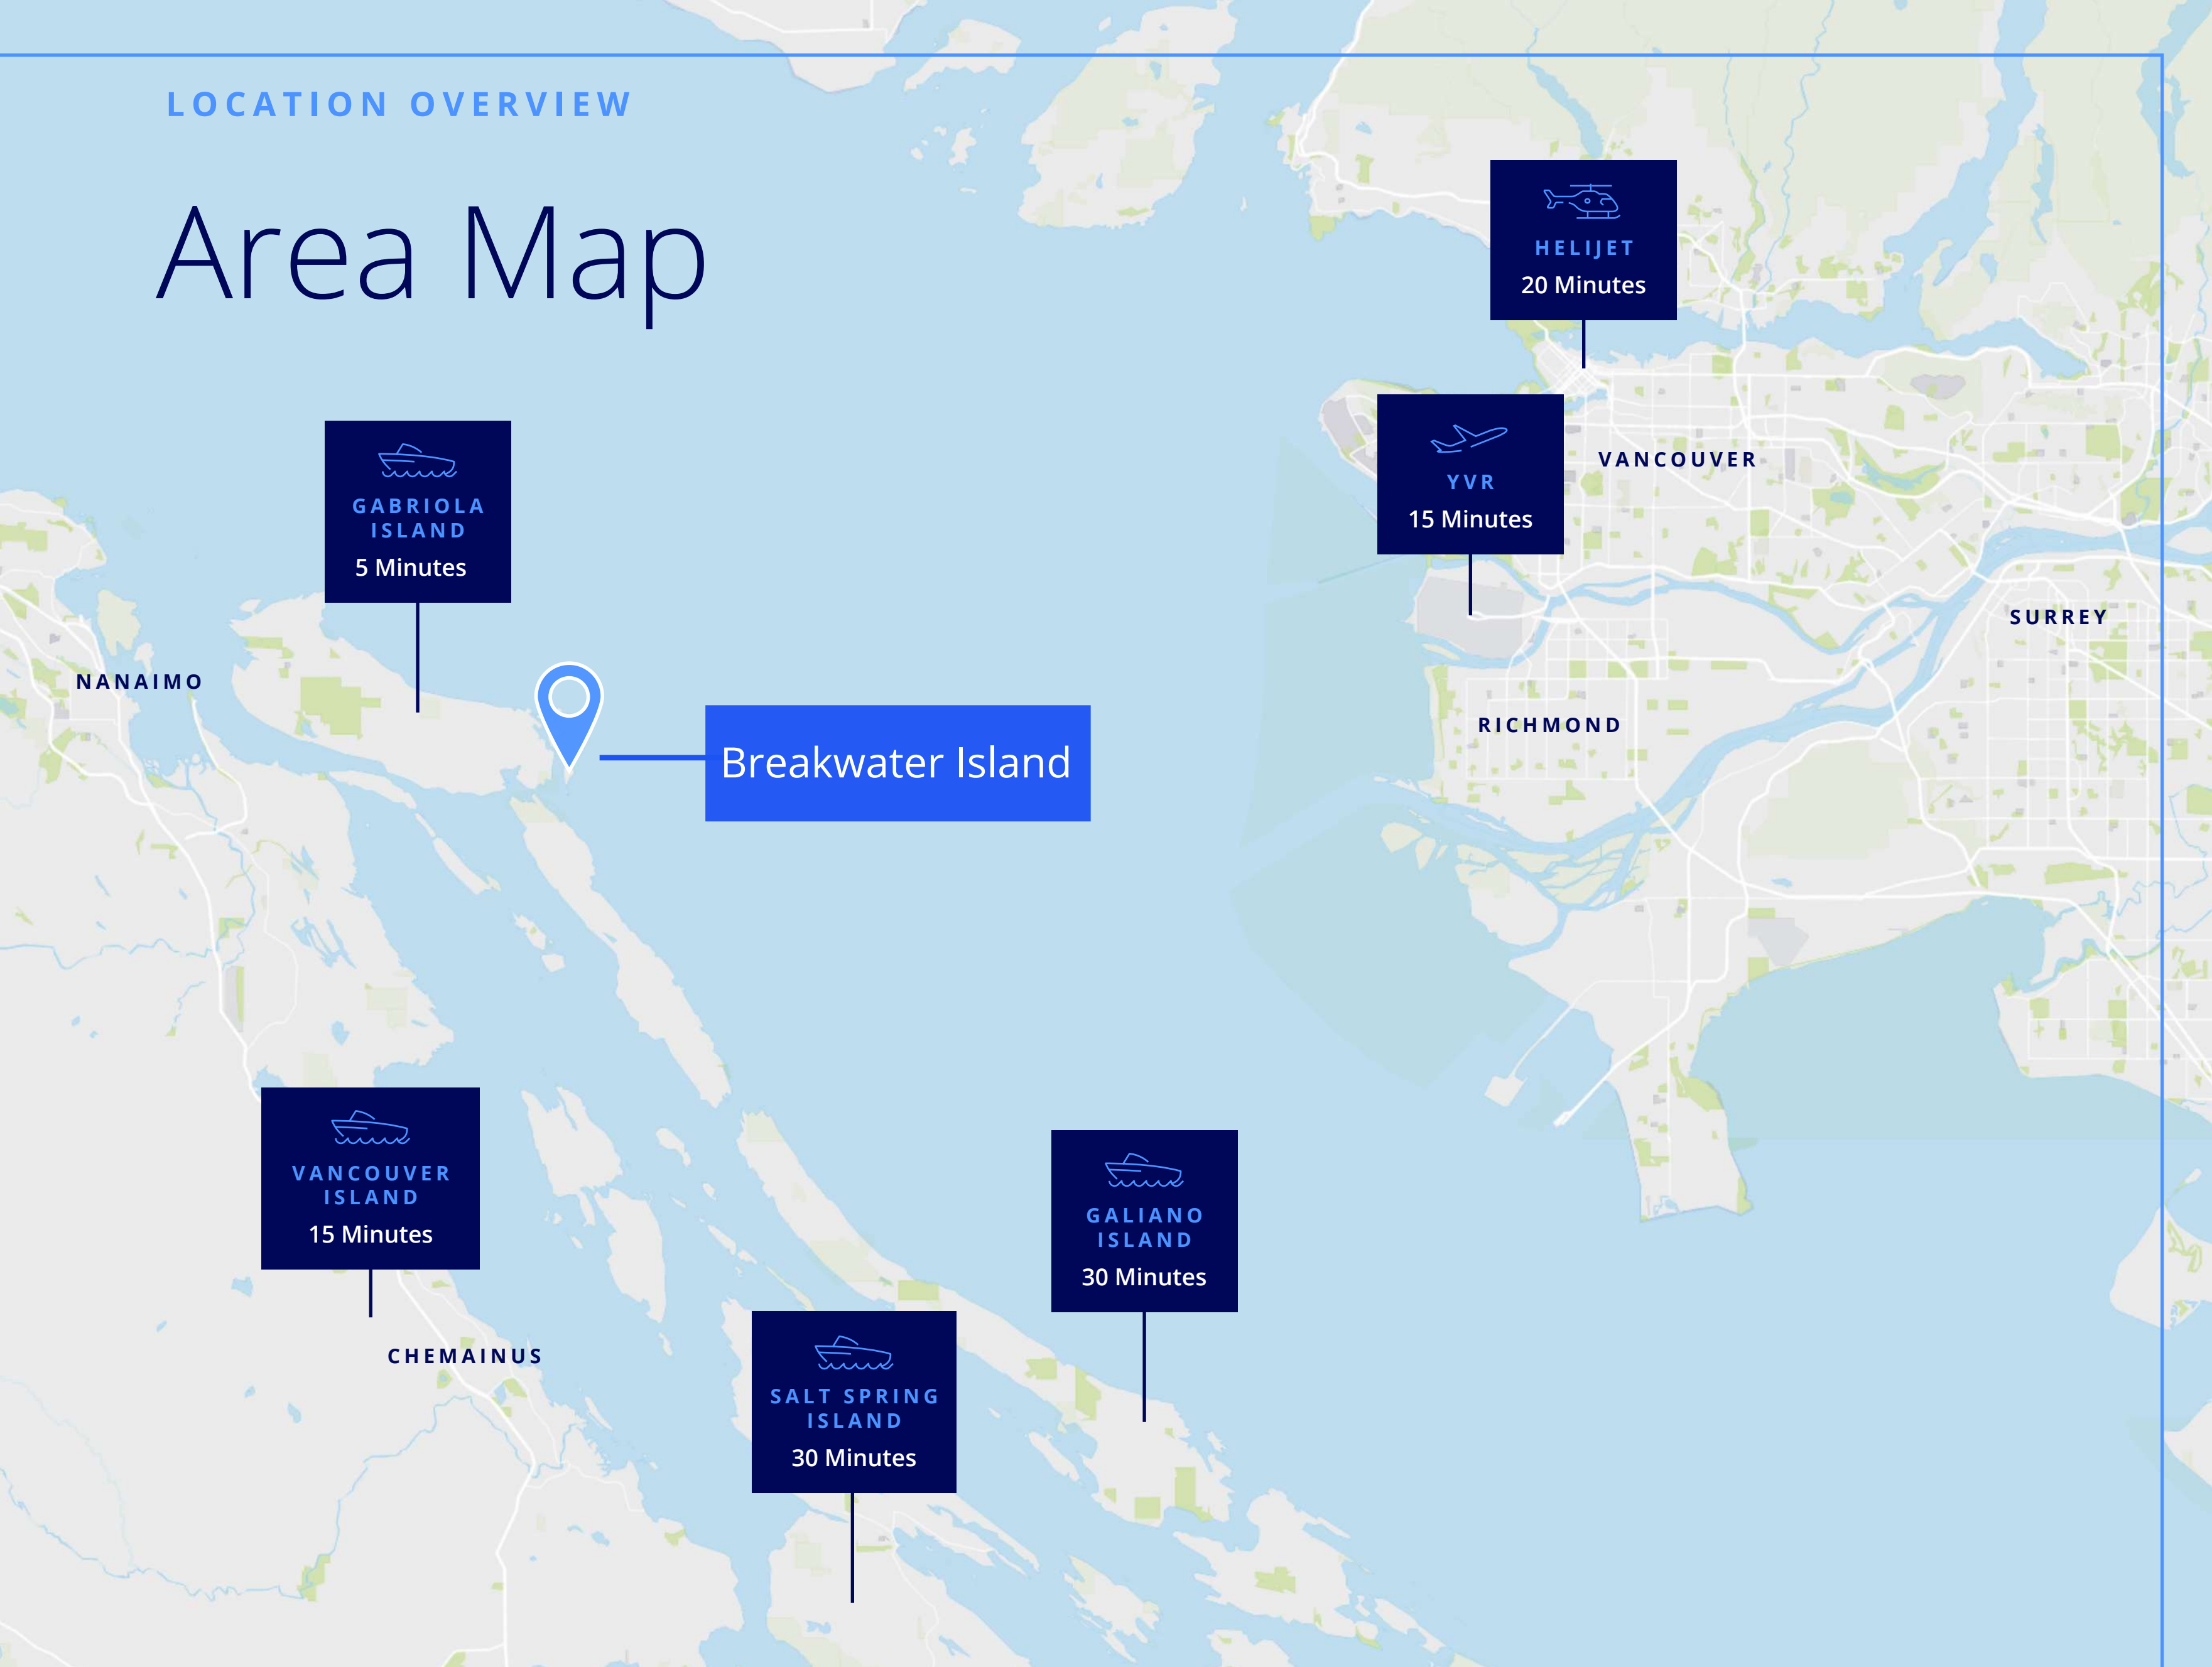 LOCATION OVERVIEW
Area Map
HELIJET
20 Minutes
YVR
15 Minutes
VANCOUVER
GABRIOLA
ISLAND
5 Minutes
SURREY
NANAIMO
RICHMOND
Breakwater Island
VANCOUVER
ISLAND
15 Minutes
GALIANO
ISLAND
30 Minutes
CHEMAINUS
SALT SPRING
ISLAND
30 Minutes